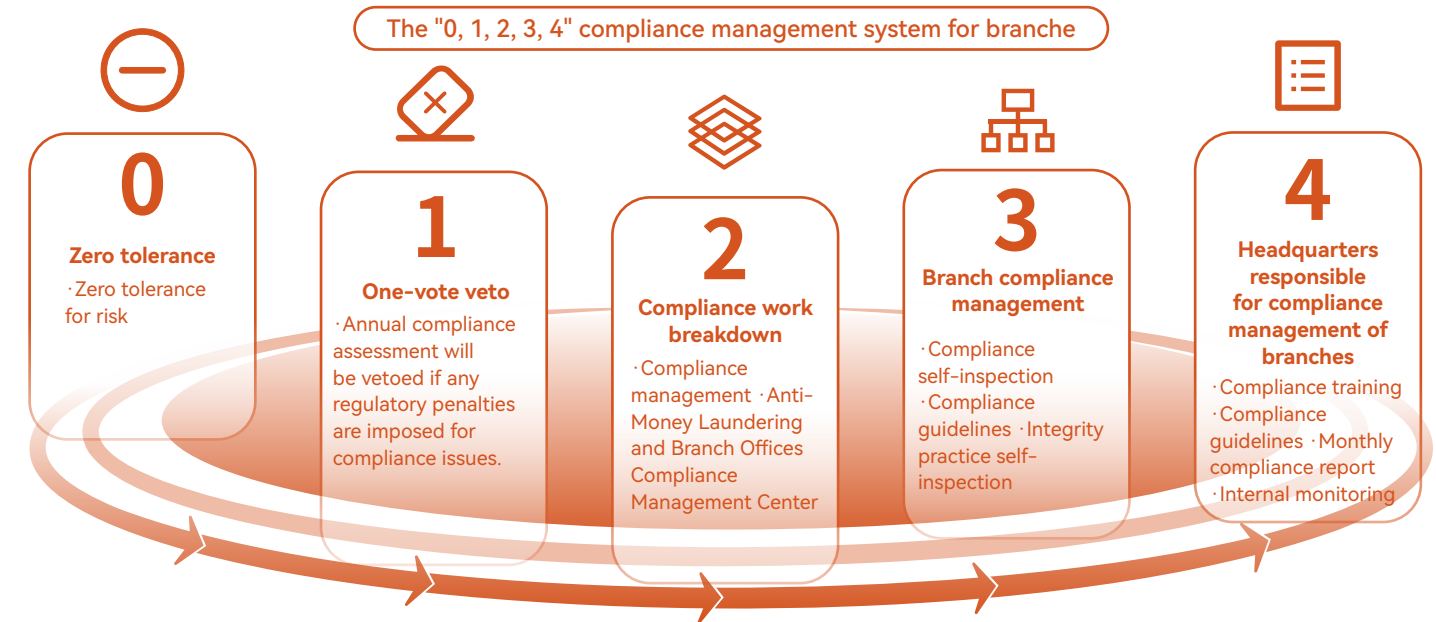 The "0, 1, 2, 3, 4" compliance management system for branche
0
Zero tolerance
·Zero tolerance
for risk
1
One-vote veto
·Annual compliance
assessment will
be vetoed if any
regulatory penalties
are imposed for
compliance issues.
2
Compliance work
breakdown
·Compliance
management ·Anti-
Money Laundering
and Branch Offices
Compliance
Management Center
3
Branch compliance
management
·Compliance
self-inspection
·Compliance
guidelines ·Integrity
practice self-
inspection
4
Headquarters
responsible
for compliance
management of
branches
·Compliance training
·Compliance
guidelines ·Monthly
compliance report
·Internal monitoring